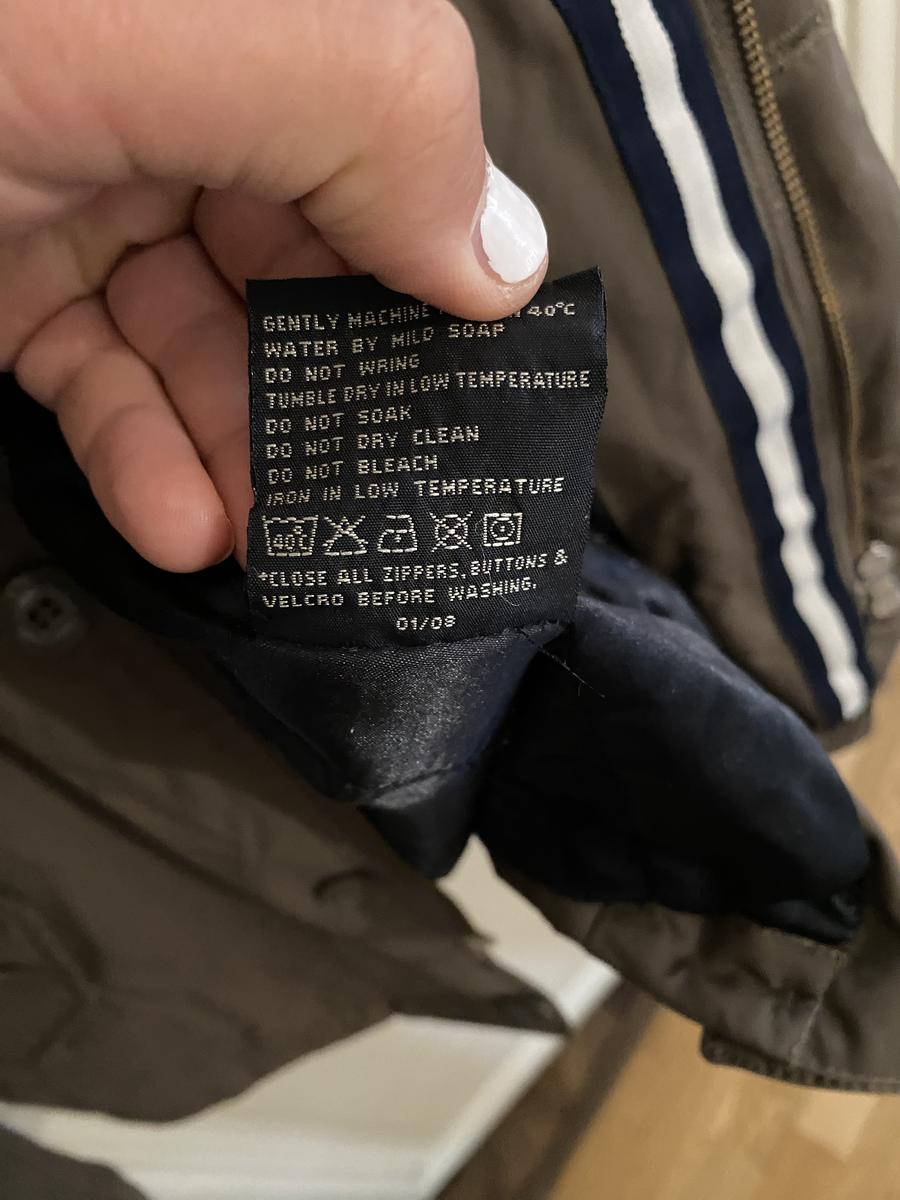 GENTLY MACHINE 40°C
WATER BY MILD SOAP
DO NOT WRING
TUMBLE DRY IN LOW TEMPERATURE
DO NOT SOAK
DO NOT DRY CLEAN
DO NOT BLEACH
IRON IN LOW TEMPERATURE
40°
*CLOSE ALL ZIPPERS, BUTTONS &
VELCRO BEFORE WASHING.
01/08